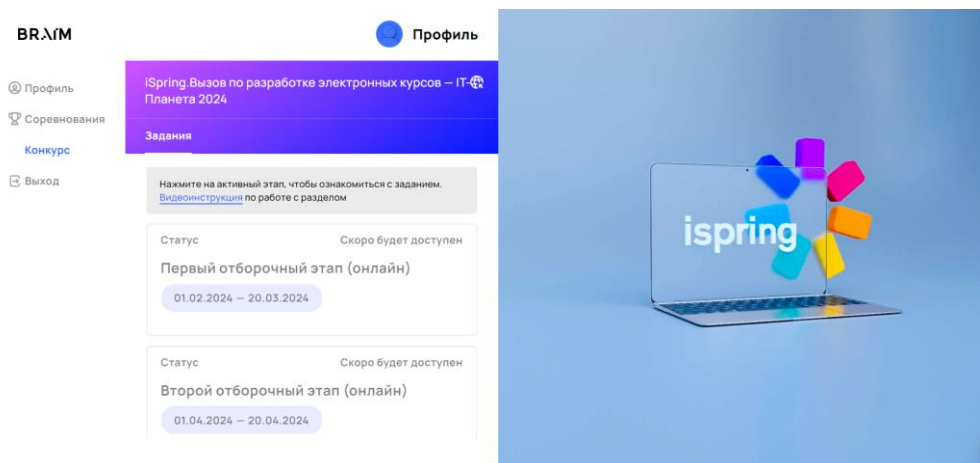 BRAIM
Профиль
Профиль
Соревнования
Конкурс
Выход
iSpring.Вызов по разработке электронных курсов — IT-
Планета 2024
Задания
Нажмите на активный этап, чтобы ознакомиться с заданием.
Видеоинструкция по работе с разделом
Статус
Скоро будет доступен
Первый отборочный этап (онлайн)
01.02.2024 — 20.03.2024
Статус
Скоро будет доступен
Второй отборочный этап (онлайн)
01.04.2024 — 20.04.2024
ispring